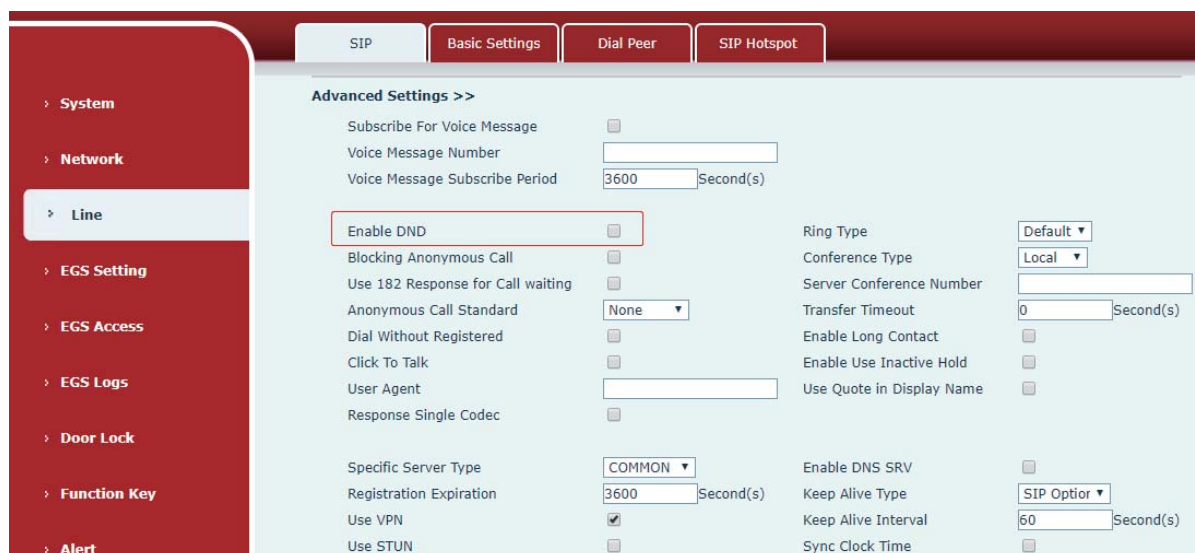 SIP
Basic Settings
Dial Peer
SIP Hotspot
› System
› Network
› Line
› EGS Setting
› EGS Access
› EGS Logs
› Door Lock
› Function Key
› Alert
Advanced Settings >>
Subscribe For Voice Message
Voice Message Number
Voice Message Subscribe Period 3600 Second(s)
Enable DND Ring Type Default
Blocking Anonymous Call Conference Type Local
Use 182 Response for Call waiting Server Conference Number
Anonymous Call Standard None Transfer Timeout 0 Second(s)
Dial Without Registered Enable Long Contact
Click To Talk Enable Use Inactive Hold
User Agent Use Quote in Display Name
Response Single Codec
Specific Server Type COMMON Enable DNS SRV
Registration Expiration 3600 Second(s) Keep Alive Type SIP Option
Use VPN Keep Alive Interval 60 Second(s)
Use STUN Sync Clock Time